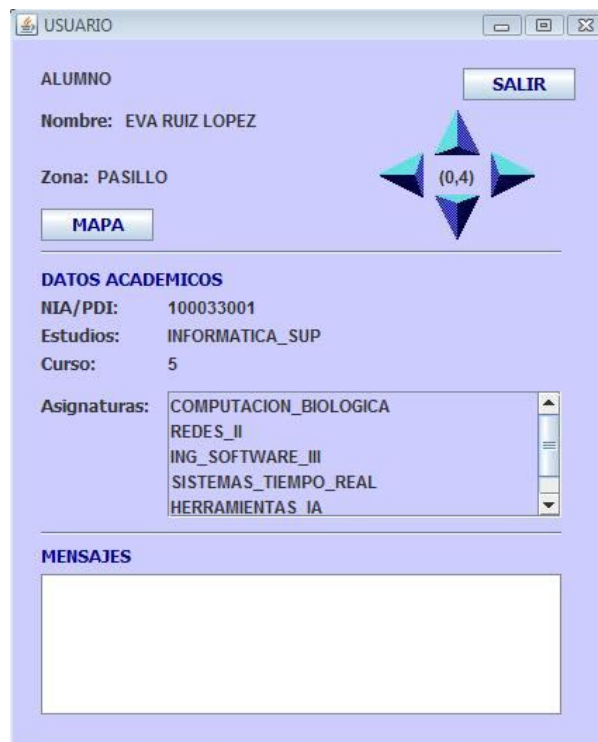 USUARIO
ALUMNO
SALIR
Nombre: EVA RUIZ LOPEZ
Zona: PASILLO
(0,4)
MAPA
DATOS ACADEMICOS
NIA/PDI: 100033001
Estudios: INFORMATICA_SUP
Curso: 5
Asignaturas: COMPUTACION_BIOLOGICA
REDES_II
ING_SOFTWARE_III
SISTEMAS_TIEMPO_REAL
HERRAMIENTAS_IA
MENSAJES